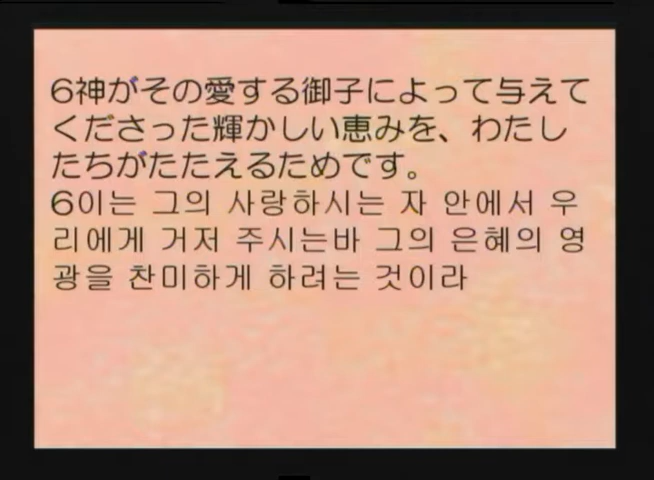 6神がその愛する御子によって与えて
くださった輝かしい恵みを、わたし
たちがたたえるためです。
6이는 그의 사랑하시는 자 안에서 우
리에게 거저 주시는바 그의 은혜의 영
광을 찬미하게 하려는 것이라